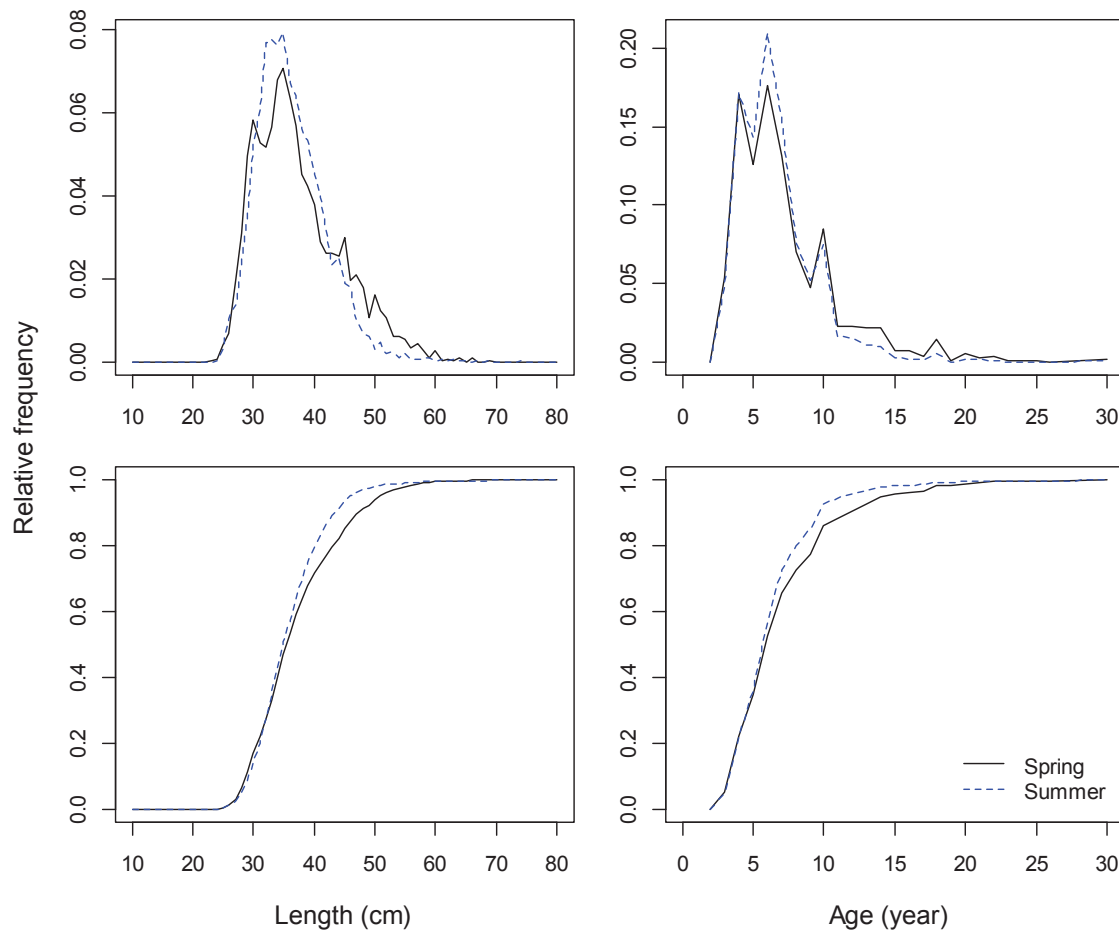 Relative frequency
0.00 0.02 0.04 0.06 0.08
10 20 30 40 50 60 70 80
0.00 0.05 0.10 0.15 0.20
0 5 10 15 20 25 30
0.0 0.2 0.4 0.6 0.8 1.0
10 20 30 40 50 60 70 80
Length (cm)
0.0 0.2 0.4 0.6 0.8 1.0
Spring
Summer
0 5 10 15 20 25 30
Age (year)